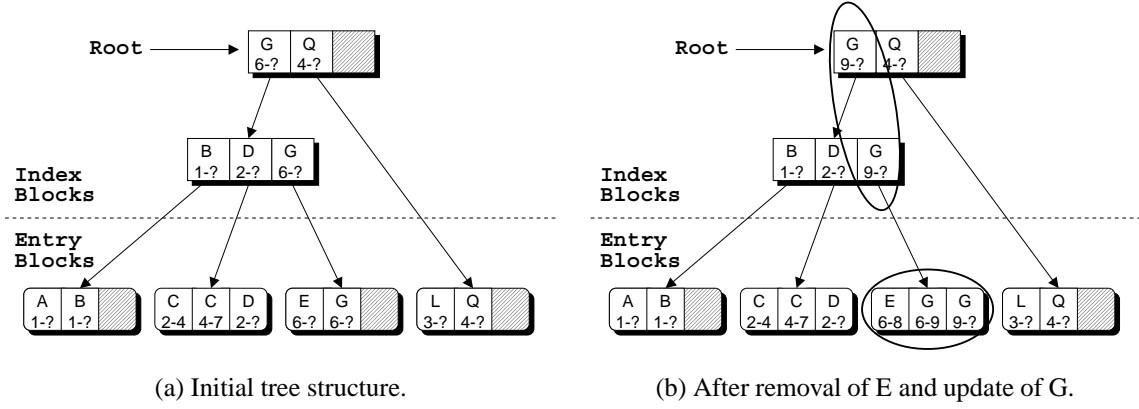 Root
G Q
6-? 4-?
B D G
1-? 2-? 6-?
Index
Blocks
Entry
Blocks
A B
1-? 1-?
C C D
2-4 4-7 2-?
E G
6-? 6-?
L Q
3-? 4-?
(a) Initial tree structure.
Root
G Q
9-? 4-?
B D G
1-? 2-? 9-?
Index
Blocks
Entry
Blocks
A B
1-? 1-?
C C D
2-4 4-7 2-?
E G G
6-8 6-9 9-?
L Q
3-? 4-?
(b) After removal of E and update of G.